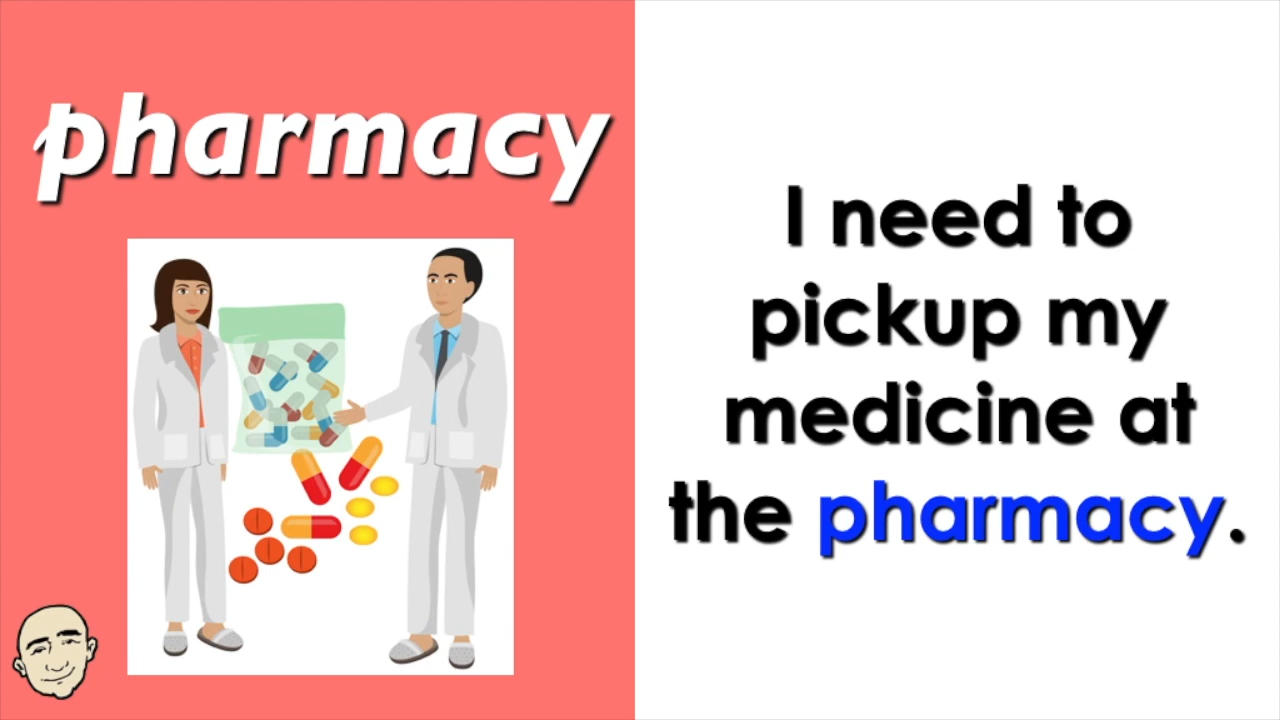 pharmacy
I need to
pickup my
medicine at
the pharmacy.